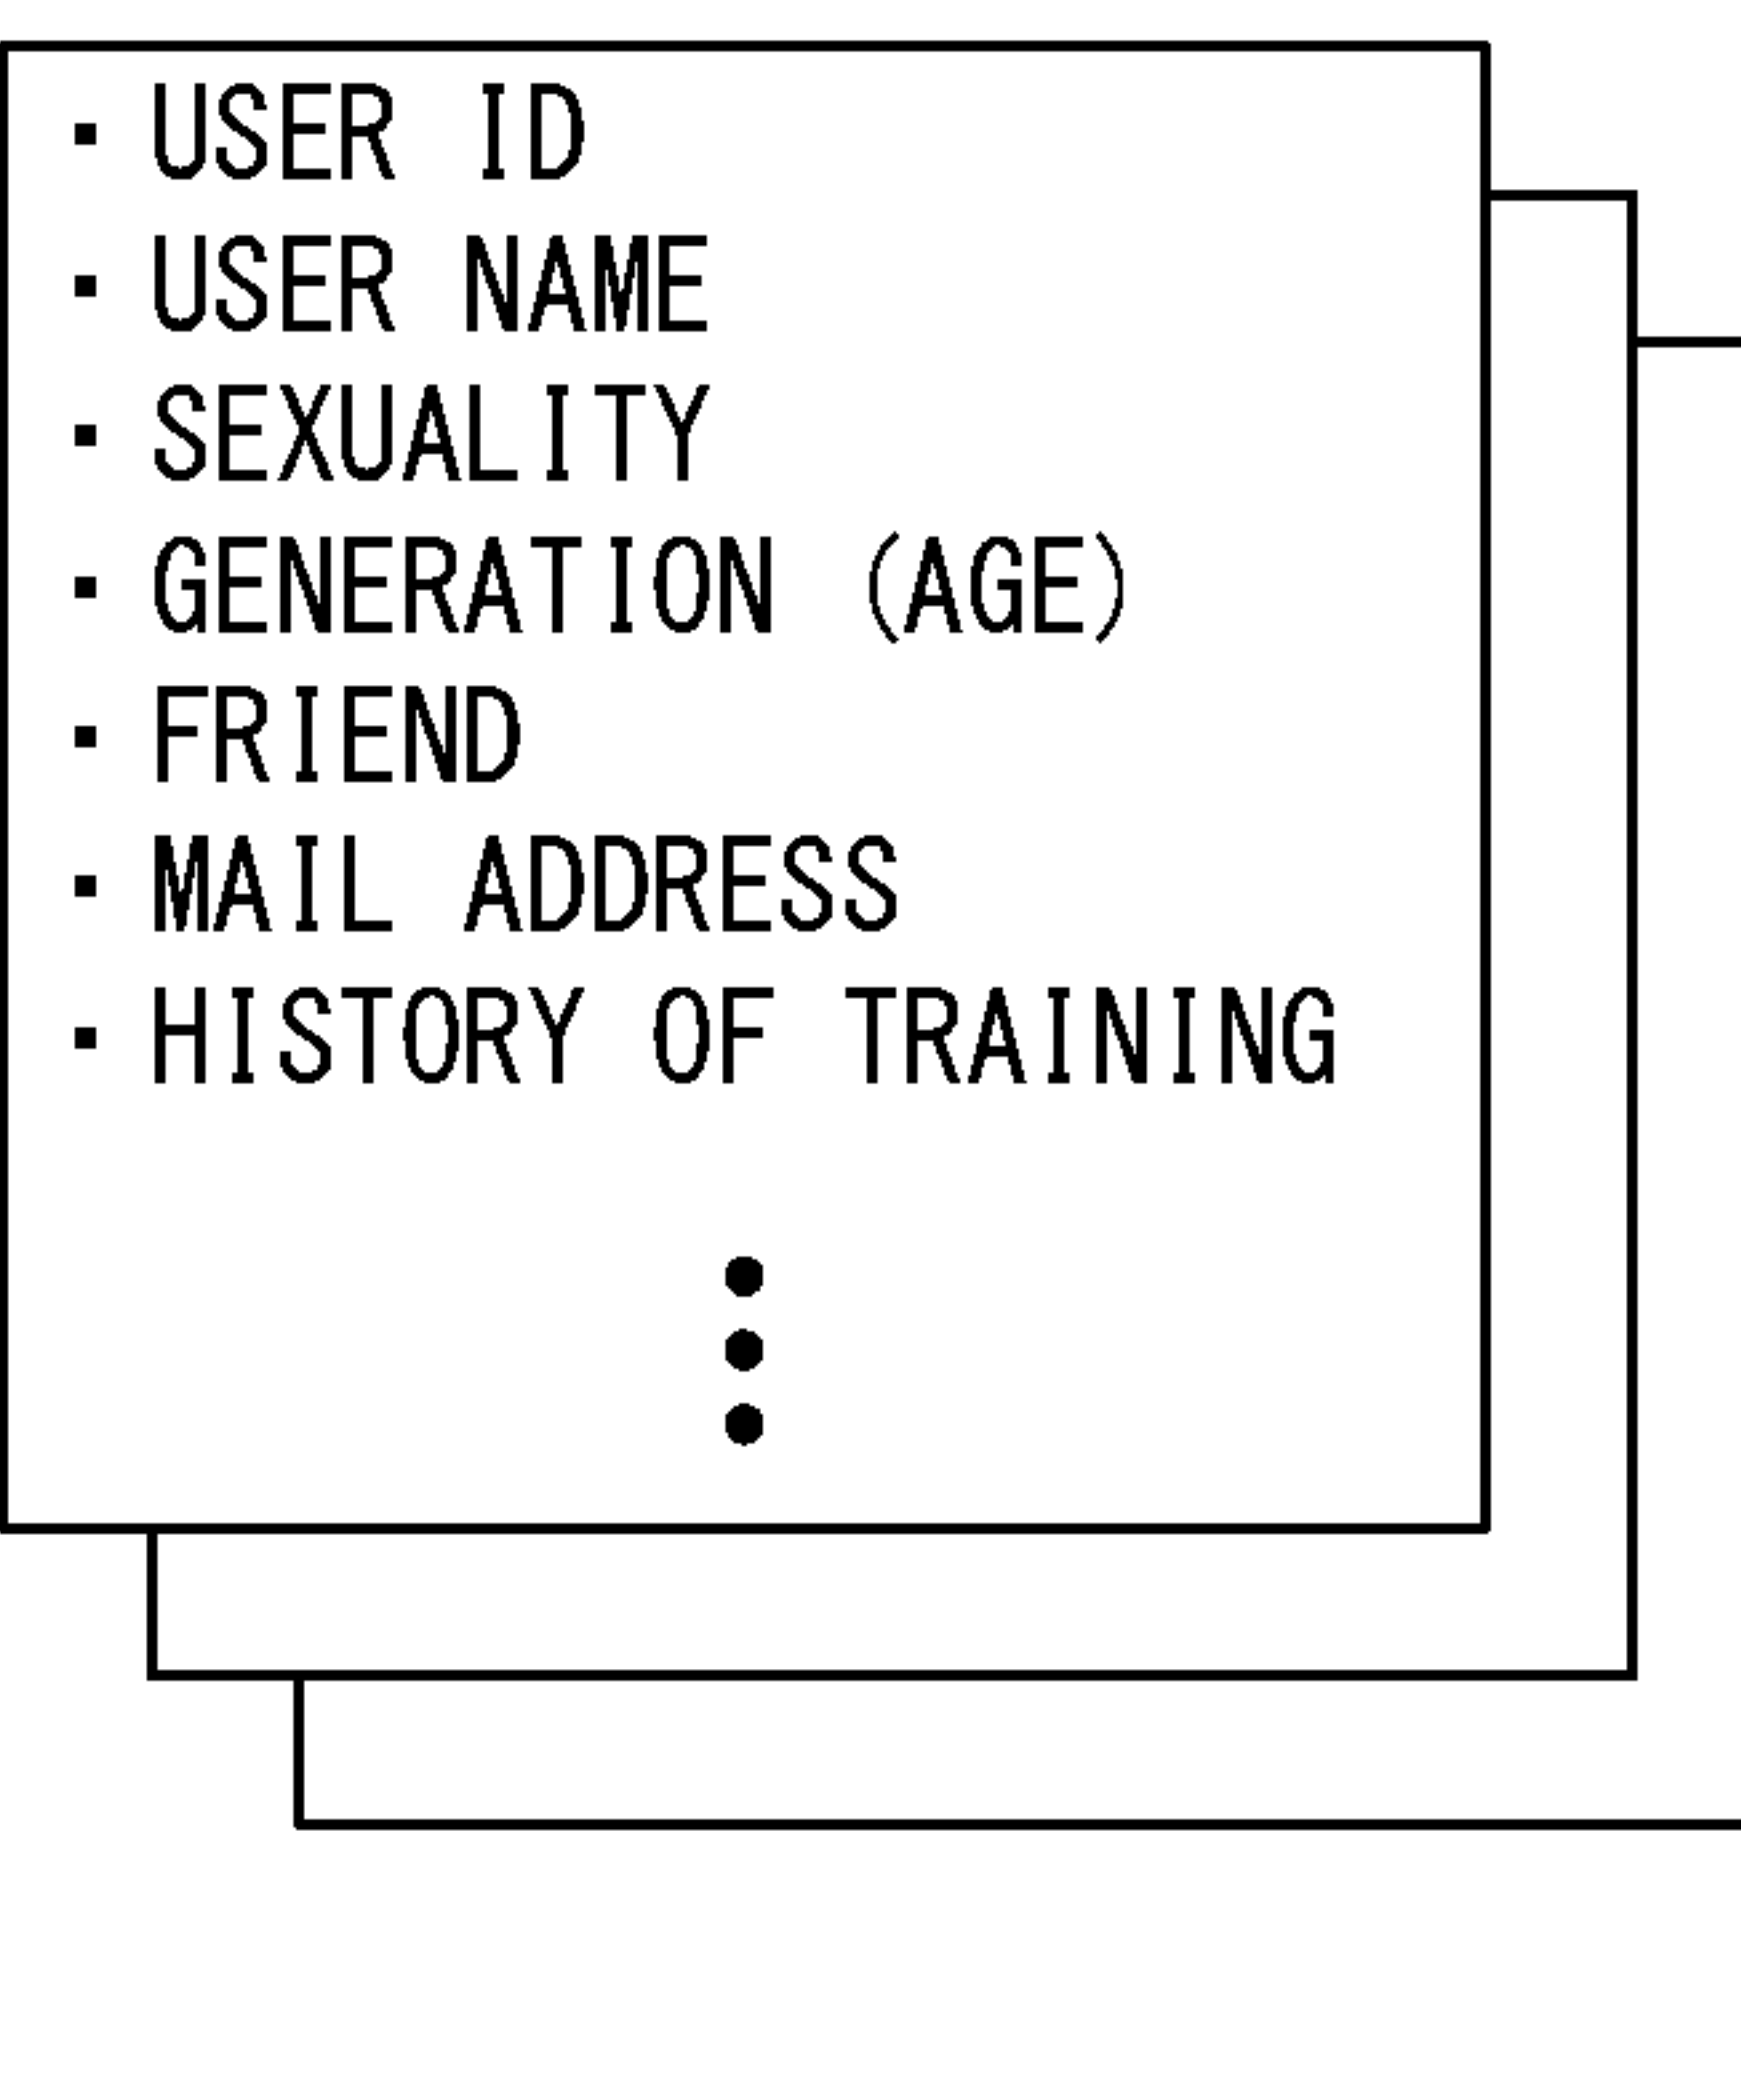 ▪ USER ID
▪ USER NAME
▪ SEXUALITY
▪ GENERATION (AGE)
▪ FRIEND
▪ MAIL ADDRESS
▪ HISTORY OF TRAINING